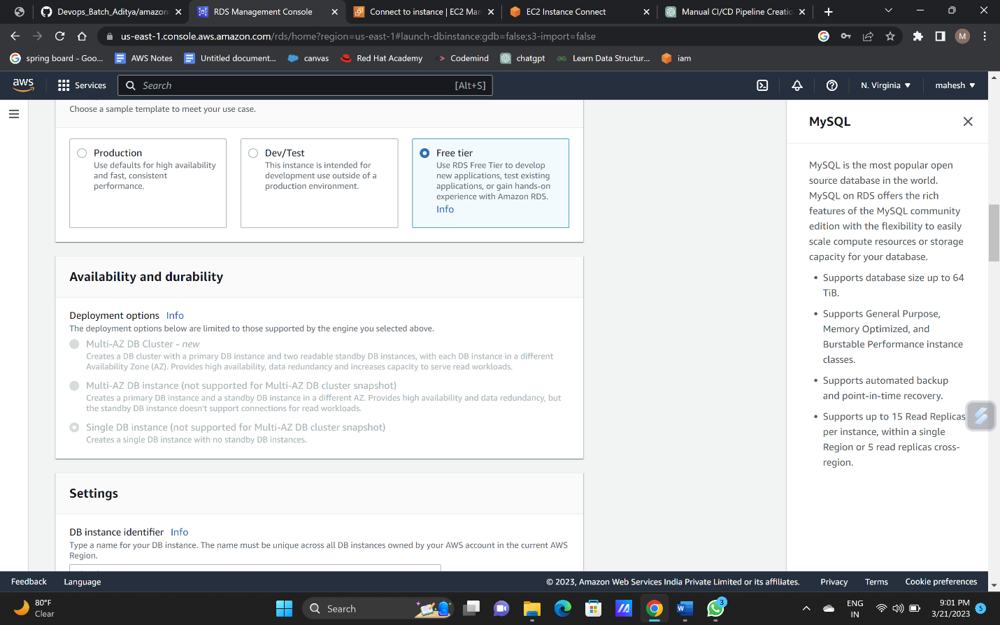 Devops_Batch_Aditya/amazon
RDS Management Console
Connect to instance | EC2 Man
EC2 Instance Connect
Manual CI/CD Pipeline Creatio
us-east-1.console.aws.amazon.com/rds/home?region=us-east-1#launch-dbinstance:gdb=false;s3-import=false
M
spring board - Goo...
AWS Notes
Untitled document...
canvas
Red Hat Academy
Codemind
chatgpt
Learn Data Structur...
iam
aws
Services
Search
[Alt+S]
N. Virginia
mahesh
Choose a sample template to meet your use case.
Production
Use defaults for high availability
and fast, consistent
performance.
Dev/Test
This instance is intended for
development use outside of a
production environment.
Free tier
Use RDS Free Tier to develop
new applications, test existing
applications, or gain hands-on
experience with Amazon RDS.
Info
Availability and durability
Deployment options Info
The deployment options below are limited to those supported by the engine you selected above.
Multi-AZ DB Cluster - new
Creates a DB cluster with a primary DB instance and two readable standby DB instances, with each DB instance in a different
Availability Zone (AZ). Provides high availability, data redundancy and increases capacity to serve read workloads.
Multi-AZ DB instance (not supported for Multi-AZ DB cluster snapshot)
Creates a primary DB instance and a standby DB instance in a different AZ. Provides high availability and data redundancy, but
the standby DB instance doesn't support connections for read workloads.
Single DB instance (not supported for Multi-AZ DB cluster snapshot)
Creates a single DB instance with no standby DB instances.
Settings
DB instance identifier Info
Type a name for your DB instance. The name must be unique across all DB instances owned by your AWS account in the current AWS
Region.
MySQL
MySQL is the most popular open
source database in the world.
MySQL on RDS offers the rich
features of the MySQL community
edition with the flexibility to easily
scale compute resources or storage
capacity for your database.
• Supports database size up to 64
TiB.
• Supports General Purpose,
Memory Optimized, and
Burstable Performance instance
classes.
• Supports automated backup
and point-in-time recovery.
• Supports up to 15 Read Replicas
per instance, within a single
Region or 5 read replicas cross-
region.
Feedback
Language
© 2023, Amazon Web Services India Private Limited or its affiliates.
Privacy
Terms
Cookie preferences
80°F
Clear
Search
W
3
ENG
IN
9:01 PM
3/21/2023
5